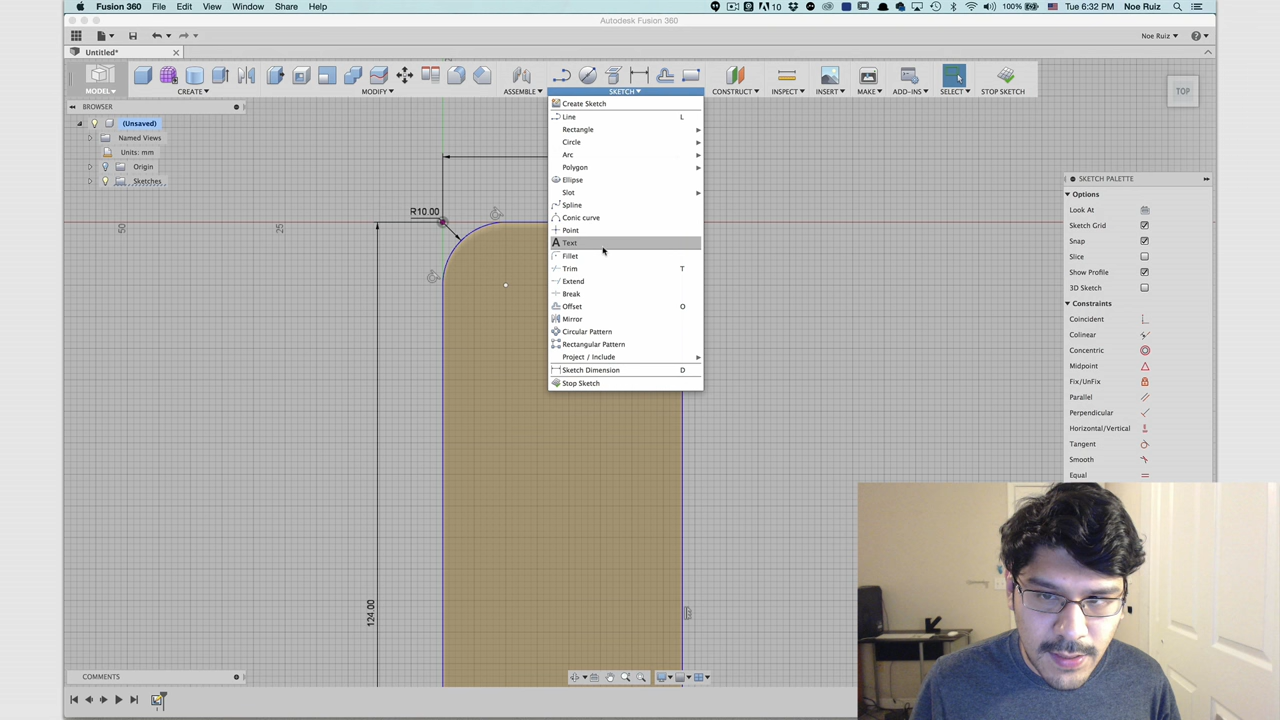 Fusion 360 File Edit View Window Share Help
10
100%
Tue 6:32 PM Noe Ruiz
Autodesk Fusion 360
Noe Ruiz
Untitled*
MODEL
CREATE
MODIFY
ASSEMBLE
SKETCH
CONSTRUCT
INSPECT
INSERT
MAKE
ADD-INS
SELECT
STOP SKETCH
BROWSER
TOP
(Unsaved)
Named Views
Units: mm
Origin
Sketches
Create Sketch
Line L
Rectangle
Circle
Arc
Polygon
Ellipse
Slot
Spline
Conic curve
Point
A Text
Fillet
Trim T
Extend
Break
Offset O
Mirror
Circular Pattern
Rectangular Pattern
Project / Include
Sketch Dimension D
Stop Sketch
R10.00
50
25
124.00
SKETCH PALETTE
Options
Look At
Sketch Grid
Snap
Slice
Show Profile
3D Sketch
Constraints
Coincident
Colinear
Concentric
Midpoint
Fix/UnFix
Parallel
Perpendicular
Horizontal/Vertical
Tangent
Smooth
Equal
COMMENTS